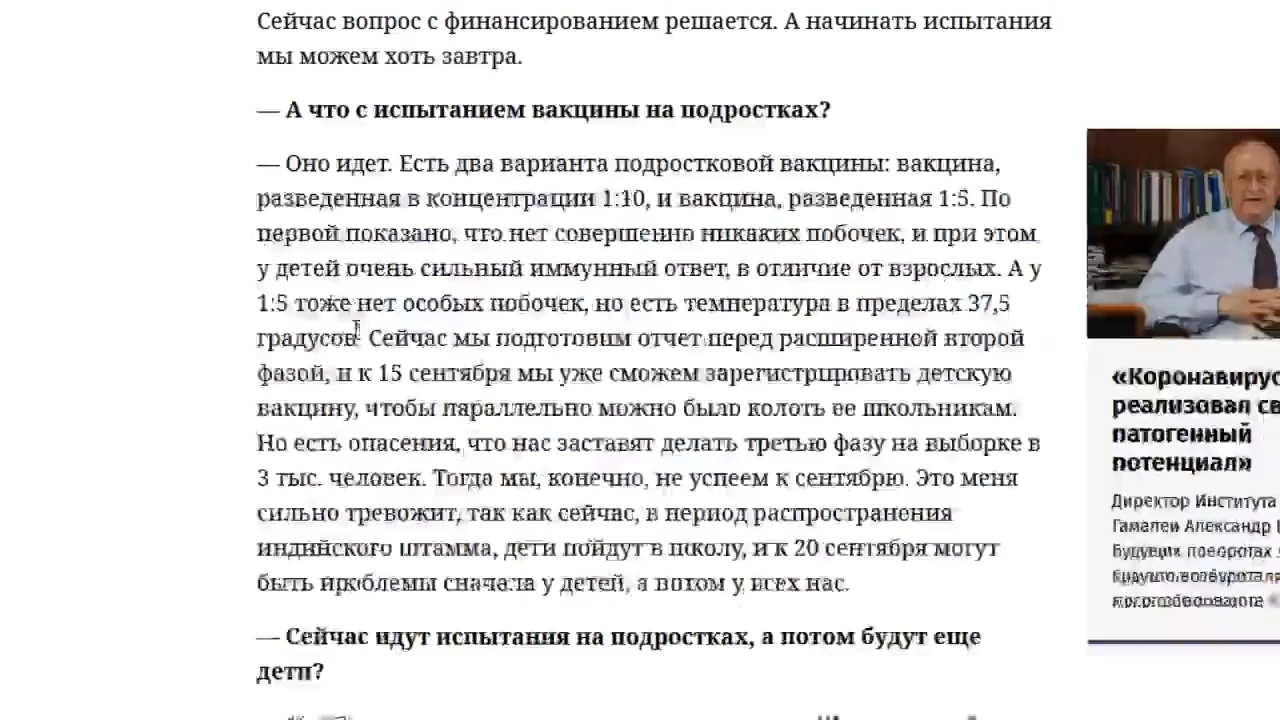 Сейчас вопрос с финансированием решается. А начинать испытания
мы можем хоть завтра.
— А что с испытанием вакцины на подростках?
— Оно идет. Есть два варианта подростковой вакцины: вакцина,
разведенная в концентрации 1:10, и вакцина, разведенная 1:5. По
первой показано, что нет совершенно никаких побочек, и при этом
у детей очень сильный иммунный ответ, в отличие от взрослых. А у
1:5 тоже нет особых побочек, но есть температура в пределах 37,5
градусов. Сейчас мы подготовим отчет перед расширенной второй
фазой, и к 15 сентября мы уже сможем зарегистрировать детскую
вакцину, чтобы параллельно можно было колоть ее школьникам.
Но есть опасения, что нас заставят делать третью фазу на выборке в
3 тыс. человек. Тогда мы, конечно, не успеем к сентябрю. Это меня
сильно тревожит, так как сейчас, в период распространения
индийского штамма, дети пойдут в школу, и к 20 сентября могут
быть проблемы сначала у детей, а потом у всех нас.
— Сейчас идут испытания на подростках, а потом будут еще
дети?
«Коронавирус
реализовал св
патогенный
потенциал»
Директор Института
Гамалеи Александр
будущих поворотах